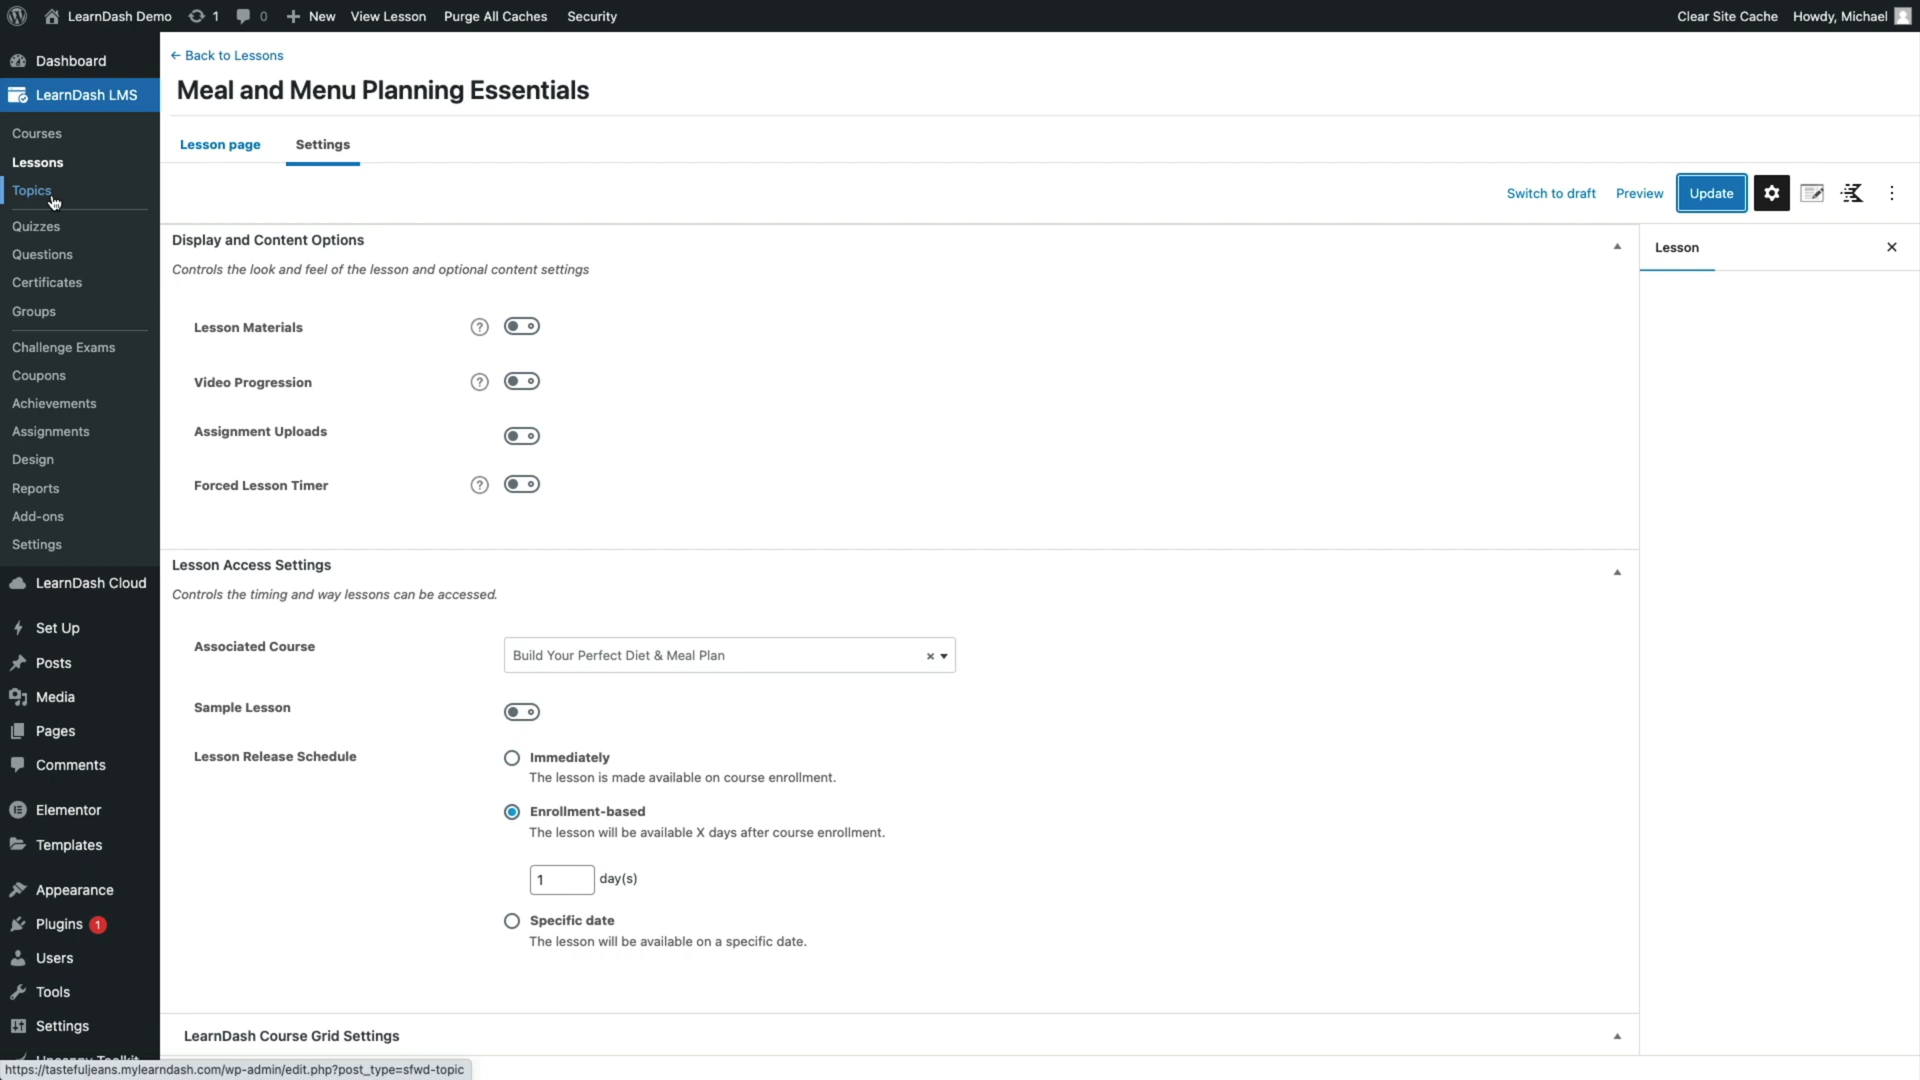 LearnDash Demo 1 0 New View Lesson Purge All Caches Security Clear Site Cache Howdy, Michael
Dashboard
LearnDash LMS
Courses
Lessons
Topics
Quizzes
Questions
Certificates
Groups
Challenge Exams
Coupons
Achievements
Assignments
Design
Reports
Add-ons
Settings
LearnDash Cloud
Set Up
Posts
Media
Pages
Comments
Elementor
Templates
Appearance
Plugins 1
Users
Tools
Settings
Uncanny Toolkit
← Back to Lessons
Meal and Menu Planning Essentials
Lesson page Settings
Switch to draft Preview Update
Display and Content Options
Controls the look and feel of the lesson and optional content settings
Lesson Materials ?
Video Progression ?
Assignment Uploads
Forced Lesson Timer ?
Lesson Access Settings
Controls the timing and way lessons can be accessed.
Associated Course Build Your Perfect Diet & Meal Plan ×
Sample Lesson
Lesson Release Schedule Immediately
The lesson is made available on course enrollment.
Enrollment-based
The lesson will be available X days after course enrollment.
1 day(s)
Specific date
The lesson will be available on a specific date.
LearnDash Course Grid Settings
Lesson ×
https://tastefuljeans.mylearndash.com/wp-admin/edit.php?post_type=sfwd-topic